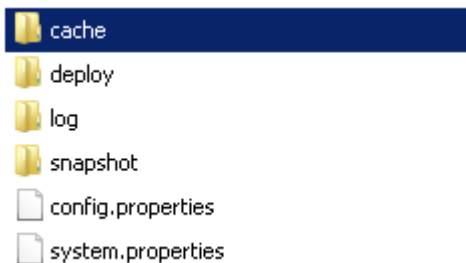 cache
deploy
log
snapshot
config.properties
system.properties